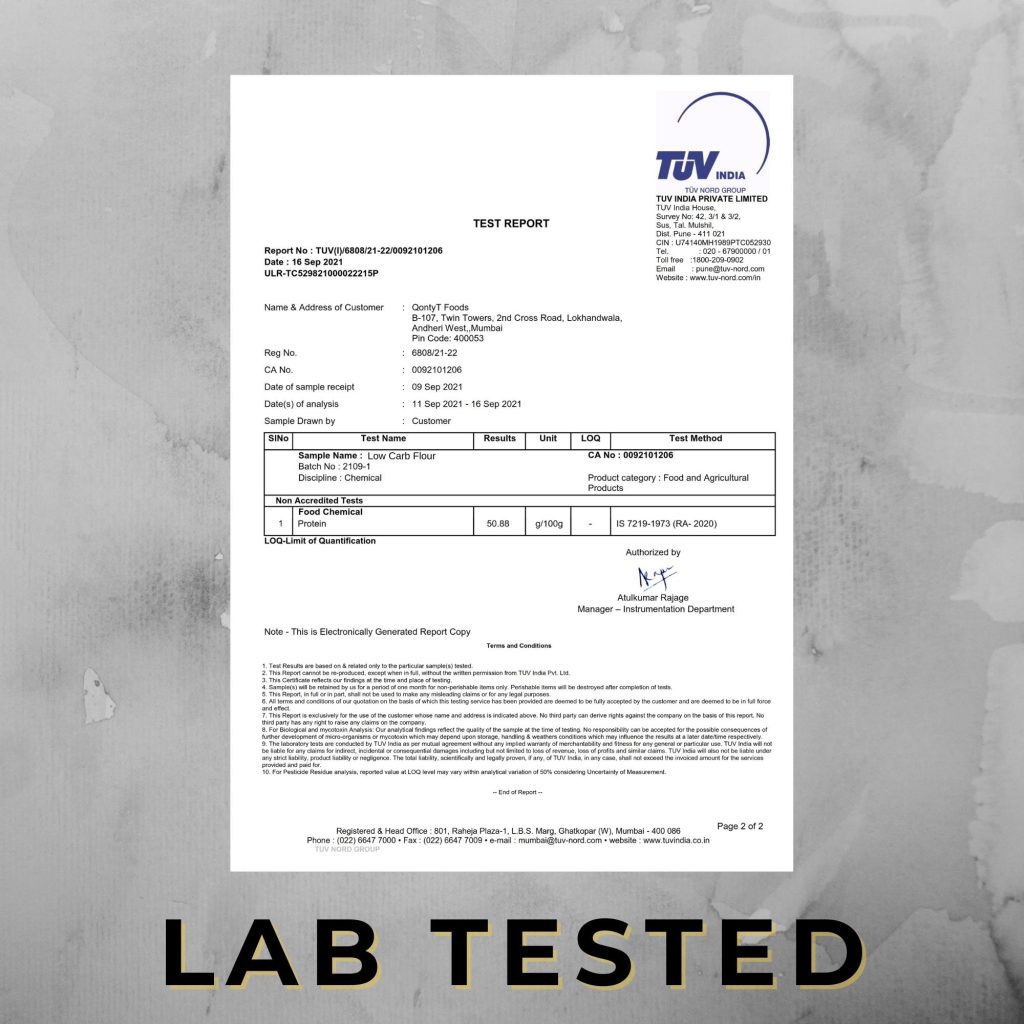 TÜV INDIA
TÜV NORD GROUP
TUV INDIA PRIVATE LIMITED
TUV India House,
Survey No: 42, 3/1 & 3/2,
Sus, Tal. Mulshil,
Dist. Pune - 411 021
CIN : U74140MH1989PTC052930
Tel. : 020 - 67900000 / 01
Toll free :1800-209-0902
Email : pune@tuv-nord.com
Website : www.tuv-nord.com/in
TEST REPORT
Report No : TUV(I)/6808/21-22/0092101206
Date : 16 Sep 2021
ULR-TC529821000022215P
Name & Address of Customer : QontyT Foods
B-107, Twin Towers, 2nd Cross Road, Lokhandwala,
Andheri West,,Mumbai
Pin Code: 400053
Reg No. : 6808/21-22
CA No. : 0092101206
Date of sample receipt : 09 Sep 2021
Date(s) of analysis : 11 Sep 2021 - 16 Sep 2021
Sample Drawn by : Customer
SlNo Test Name Results Unit LOQ Test Method
Sample Name : Low Carb Flour CA No : 0092101206
Batch No : 2109-1
Discipline : Chemical Product category : Food and Agricultural
Products
Non Accredited Tests
Food Chemical
1 Protein 50.88 g/100g - IS 7219-1973 (RA- 2020)
LOQ-Limit of Quantification
Authorized by
Atulkumar Rajage
Manager – Instrumentation Department
Note - This is Electronically Generated Report Copy
Terms and Conditions
1. Test Results are based on & related only to the particular sample(s) tested.
2. This Report cannot be re-produced, except when in full, without the written permission from TUV India Pvt. Ltd.
3. This Certificate reflects our findings at the time and place of testing.
4. Sample(s) will be retained by us for a period of one month for non-perishable items only. Perishable items will be destroyed after completion of tests.
5. This Report, in full or in part, shall not be used to make any misleading claims or for any legal purposes.
6. All terms and conditions of our quotation on the basis of which this testing service has been provided are deemed to be fully accepted by the customer and are deemed to be in full force
and effect.
7. This Report is exclusively for the use of the customer whose name and address is indicated above. No third party can derive rights against the company on the basis of this report. No
third party has any right to raise any claims on the company.
8. For Biological and mycotoxin Analysis: Our analytical findings reflect the quality of the sample at the time of testing. No responsibility can be accepted for the possible consequences of
further development of micro-organisms or mycotoxin which may depend upon storage, handling & weathers conditions which may influence the results at a later date/time respectively.
9. The laboratory tests are conducted by TUV India as per mutual agreement without any implied warranty of merchantability and fitness for any general or particular use. TUV India will not
be liable for any claims for indirect, incidental or consequential damages including but not limited to loss of revenue, loss of profits and similar claims. TUV India will also not be liable under
any strict liability, product liability or negligence. The total liability, scientifically and legally proven, if any, of TUV India, in any case, shall not exceed the invoiced amount for the services
provided and paid for.
10. For Pesticide Residue analysis, reported value at LOQ level may vary within analytical variation of 50% considering Uncertainty of Measurement.
-- End of Report --
Page 2 of 2
Registered & Head Office : 801, Raheja Plaza-1, L.B.S. Marg, Ghatkopar (W), Mumbai - 400 086
Phone : (022) 6647 7000 • Fax : (022) 6647 7009 • e-mail : mumbai@tuv-nord.com • website : www.tuvindia.co.in
TUV NORD GROUP
LAB TESTED